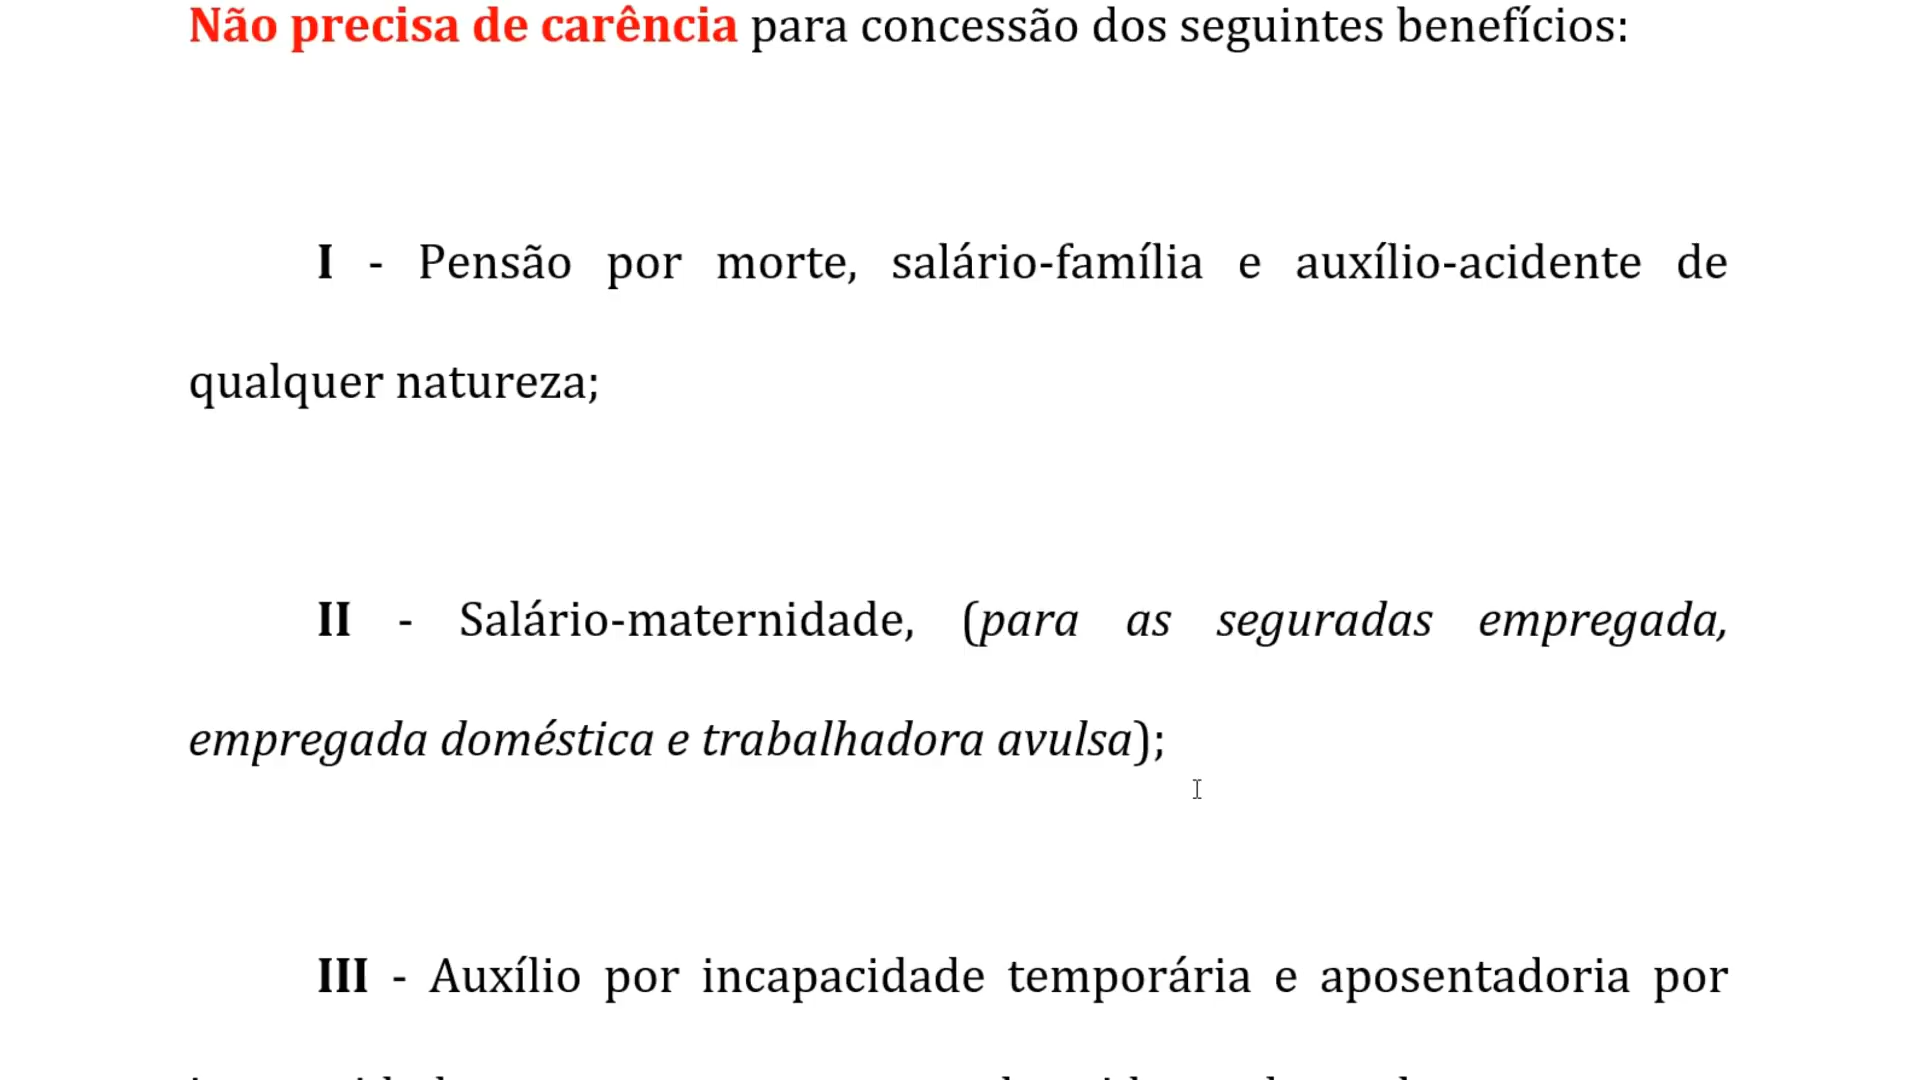 Não precisa de carência para concessão dos seguintes benefícios:
I - Pensão por morte, salário-família e auxílio-acidente de
qualquer natureza;
II - Salário-maternidade, (para as seguradas empregada,
empregada doméstica e trabalhadora avulsa);
III - Auxílio por incapacidade temporária e aposentadoria por